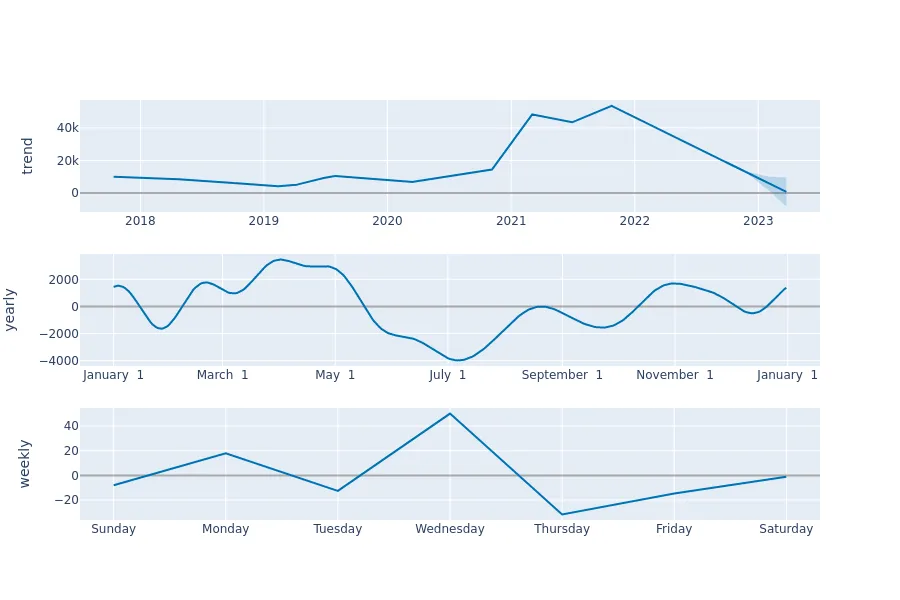 trend
40k
20k
0
2018 2019 2020 2021 2022 2023
yearly
2000
0
−2000
−4000
January 1 March 1 May 1 July 1 September 1 November 1 January 1
weekly
40
20
0
−20
Sunday Monday Tuesday Wednesday Thursday Friday Saturday